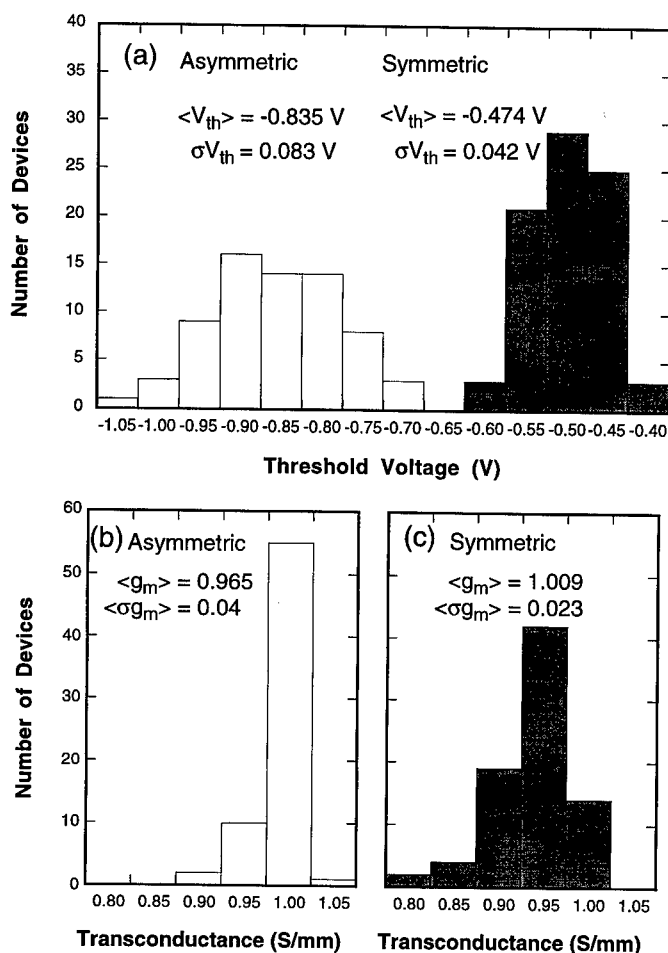 40
35
30
25
20
15
10
5
0
Number of Devices
(a)
Asymmetric Symmetric
<Vth> = -0.835 V <Vth> = -0.474 V
σVth = 0.083 V σVth = 0.042 V
-1.05 -1.00 -0.95 -0.90 -0.85 -0.80 -0.75 -0.70 -0.65 -0.60 -0.55 -0.50 -0.45 -0.40
Threshold Voltage (V)
60
50
40
30
20
10
0
Number of Devices
(b) Asymmetric
<gm> = 0.965
<σgm> = 0.04
0.80 0.85 0.90 0.95 1.00 1.05
Transconductance (S/mm)
(c) Symmetric
<gm> = 1.009
<σgm> = 0.023
0.80 0.85 0.90 0.95 1.00 1.05
Transconductance (S/mm)